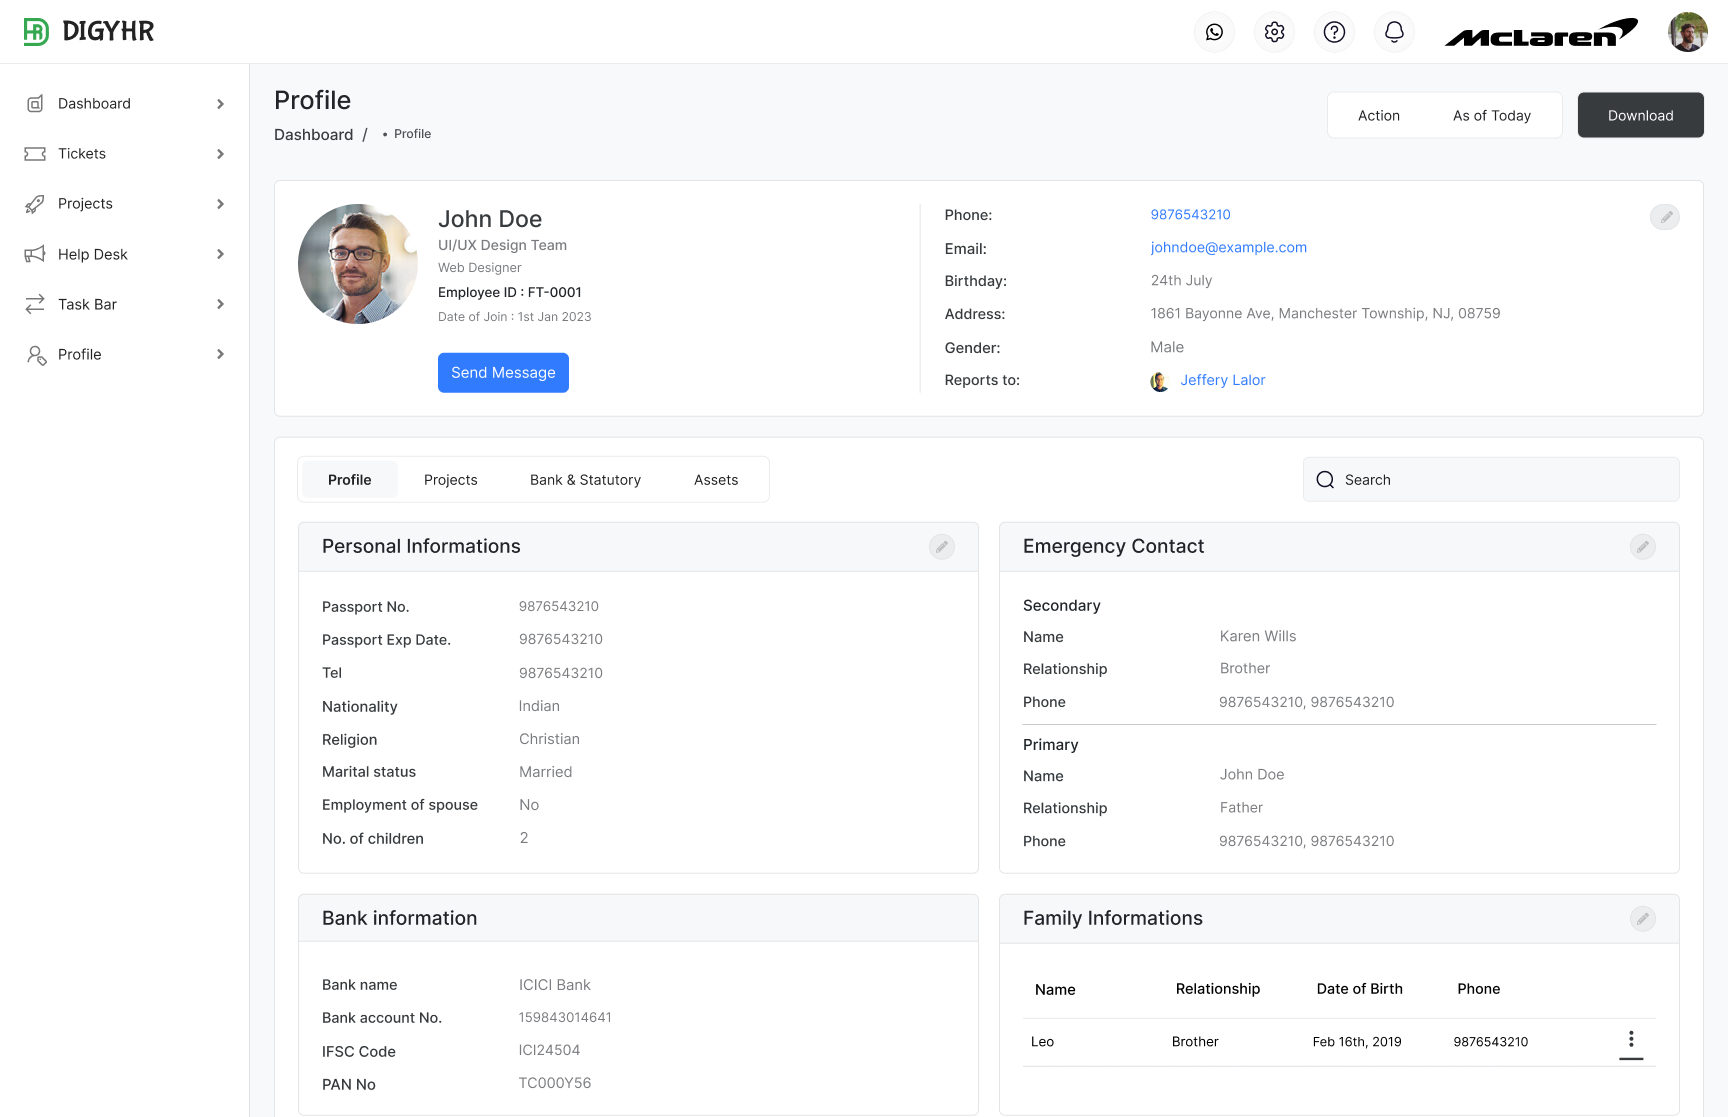 DIGYHR
McLaren
Dashboard
Tickets
Projects
Help Desk
Task Bar
Profile
Profile
Dashboard / • Profile
Action
As of Today
Download
John Doe
UI/UX Design Team
Web Designer
Employee ID : FT-0001
Date of Join : 1st Jan 2023
Send Message
Phone: 9876543210
Email: johndoe@example.com
Birthday: 24th July
Address: 1861 Bayonne Ave, Manchester Township, NJ, 08759
Gender: Male
Reports to: Jeffery Lalor
Profile Projects Bank & Statutory Assets
Search
Personal Informations
Passport No. 9876543210
Passport Exp Date. 9876543210
Tel 9876543210
Nationality Indian
Religion Christian
Marital status Married
Employment of spouse No
No. of children 2
Emergency Contact
Secondary
Name Karen Wills
Relationship Brother
Phone 9876543210, 9876543210
Primary
Name John Doe
Relationship Father
Phone 9876543210, 9876543210
Bank information
Bank name ICICI Bank
Bank account No. 159843014641
IFSC Code ICI24504
PAN No TC000Y56
Family Informations
Name Relationship Date of Birth Phone
Leo Brother Feb 16th, 2019 9876543210